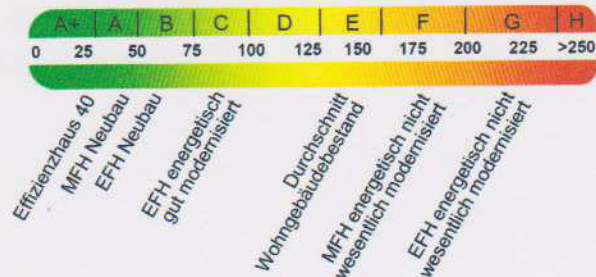 A+ A B C D E F G H
0 25 50 75 100 125 150 175 200 225 >250
Effizienzhaus 40
MFH Neubau
EFH Neubau
EFH energetisch
gut modernisiert
Durchschnitt
Wohngebäudebestand
MFH energetisch nicht
wesentlich modernisiert
EFH energetisch nicht
wesentlich modernisiert